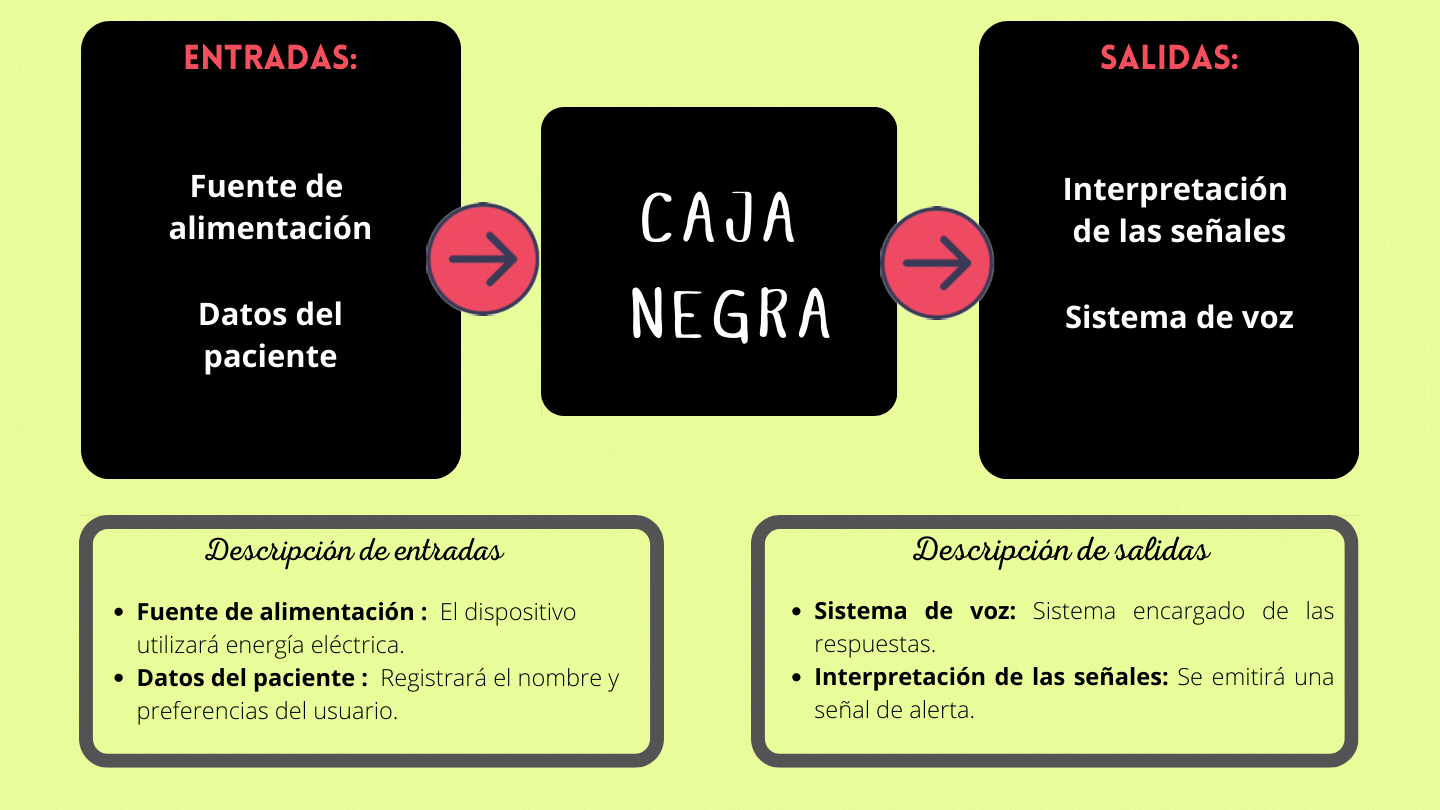 ENTRADAS:
Fuente de
alimentación
Datos del
paciente
CAJA
NEGRA
SALIDAS:
Interpretación
de las señales
Sistema de voz
Descripción de entradas
• Fuente de alimentación : El dispositivo
utilizará energía eléctrica.
• Datos del paciente : Registrará el nombre y
preferencias del usuario.
Descripción de salidas
• Sistema de voz: Sistema encargado de las
respuestas.
• Interpretación de las señales: Se emitirá una
señal de alerta.